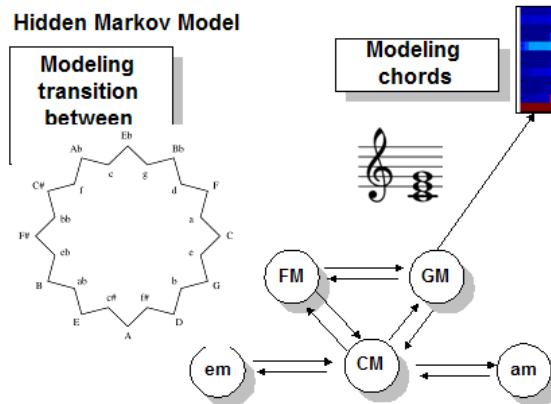 Hidden Markov Model
Modeling
transition
between
Modeling
chords
Eb
Ab
Bb
c
g
C#
f
d
F
bb
a
F#
C
eb
e
B
ab
b
G
c#
f#
E
D
A
FM
GM
em
CM
am